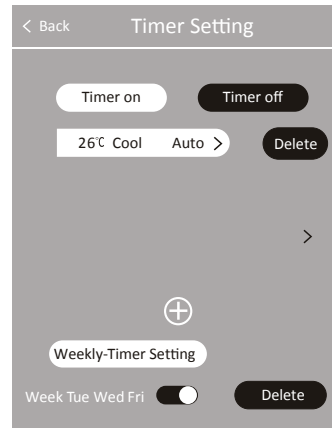 < Back Timer Setting
Timer on Timer off
26℃ Cool Auto > Delete
>
Weekly-Timer Setting
Week Tue Wed Fri Delete